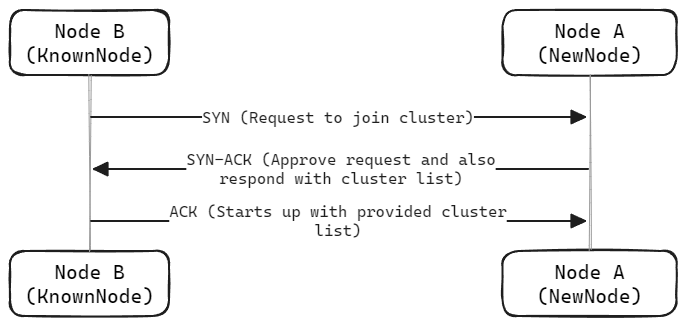 Node B
(KnownNode)
Node A
(NewNode)
SYN (Request to join cluster)
SYN-ACK (Approve request and also
respond with cluster list)
ACK (Starts up with provided cluster
list)
Node B
(KnownNode)
Node A
(NewNode)